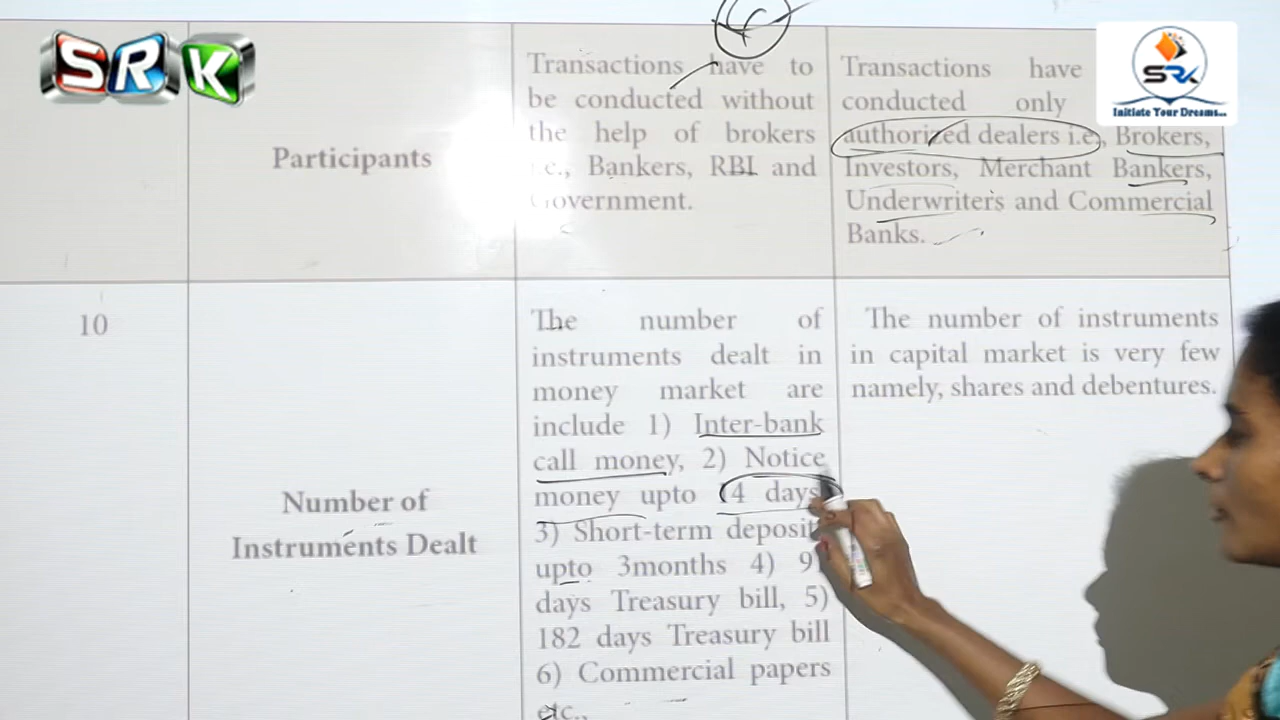 SRK
SRK
Initiate Your Dreams...
Participants
Transactions have to
be conducted without
the help of brokers
i.e., Bankers, RBI and
Government.
Transactions have
conducted only
authorized dealers i.e, Brokers,
Investors, Merchant Bankers,
Underwriters and Commercial
Banks.
10
Number of
Instruments Dealt
The number of
instruments dealt in
money market are
include 1) Inter-bank
call money, 2) Notice
money upto 14 days
3) Short-term deposit
upto 3months 4)
days Treasury bill, 5)
182 days Treasury bill
6) Commercial papers
etc.,
The number of instruments
in capital market is very few
namely, shares and debentures.